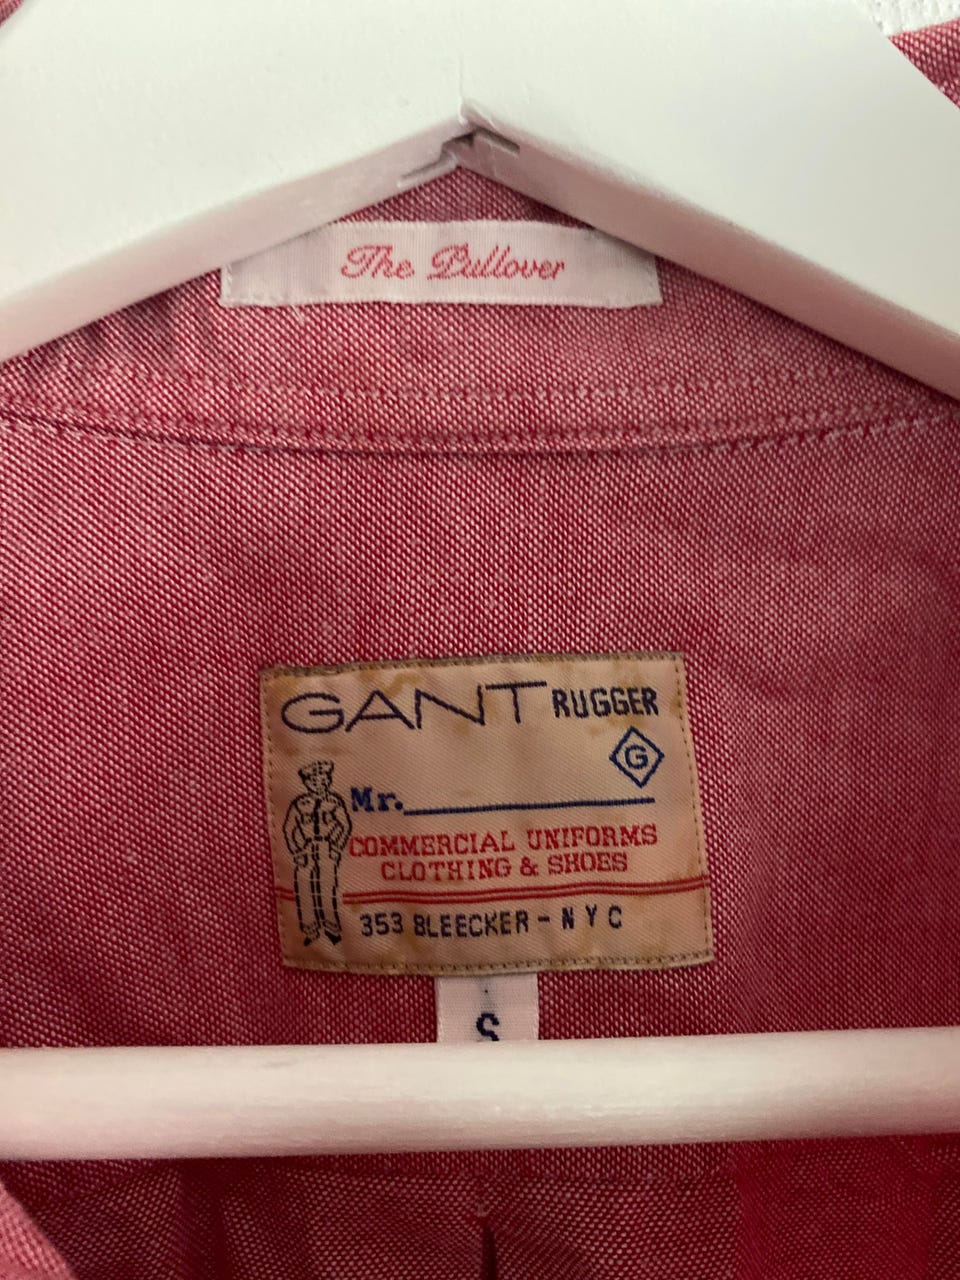 The Pullover
GANT RUGGER
G
Mr.
COMMERCIAL UNIFORMS
CLOTHING & SHOES
353 BLEECKER - NYC
S